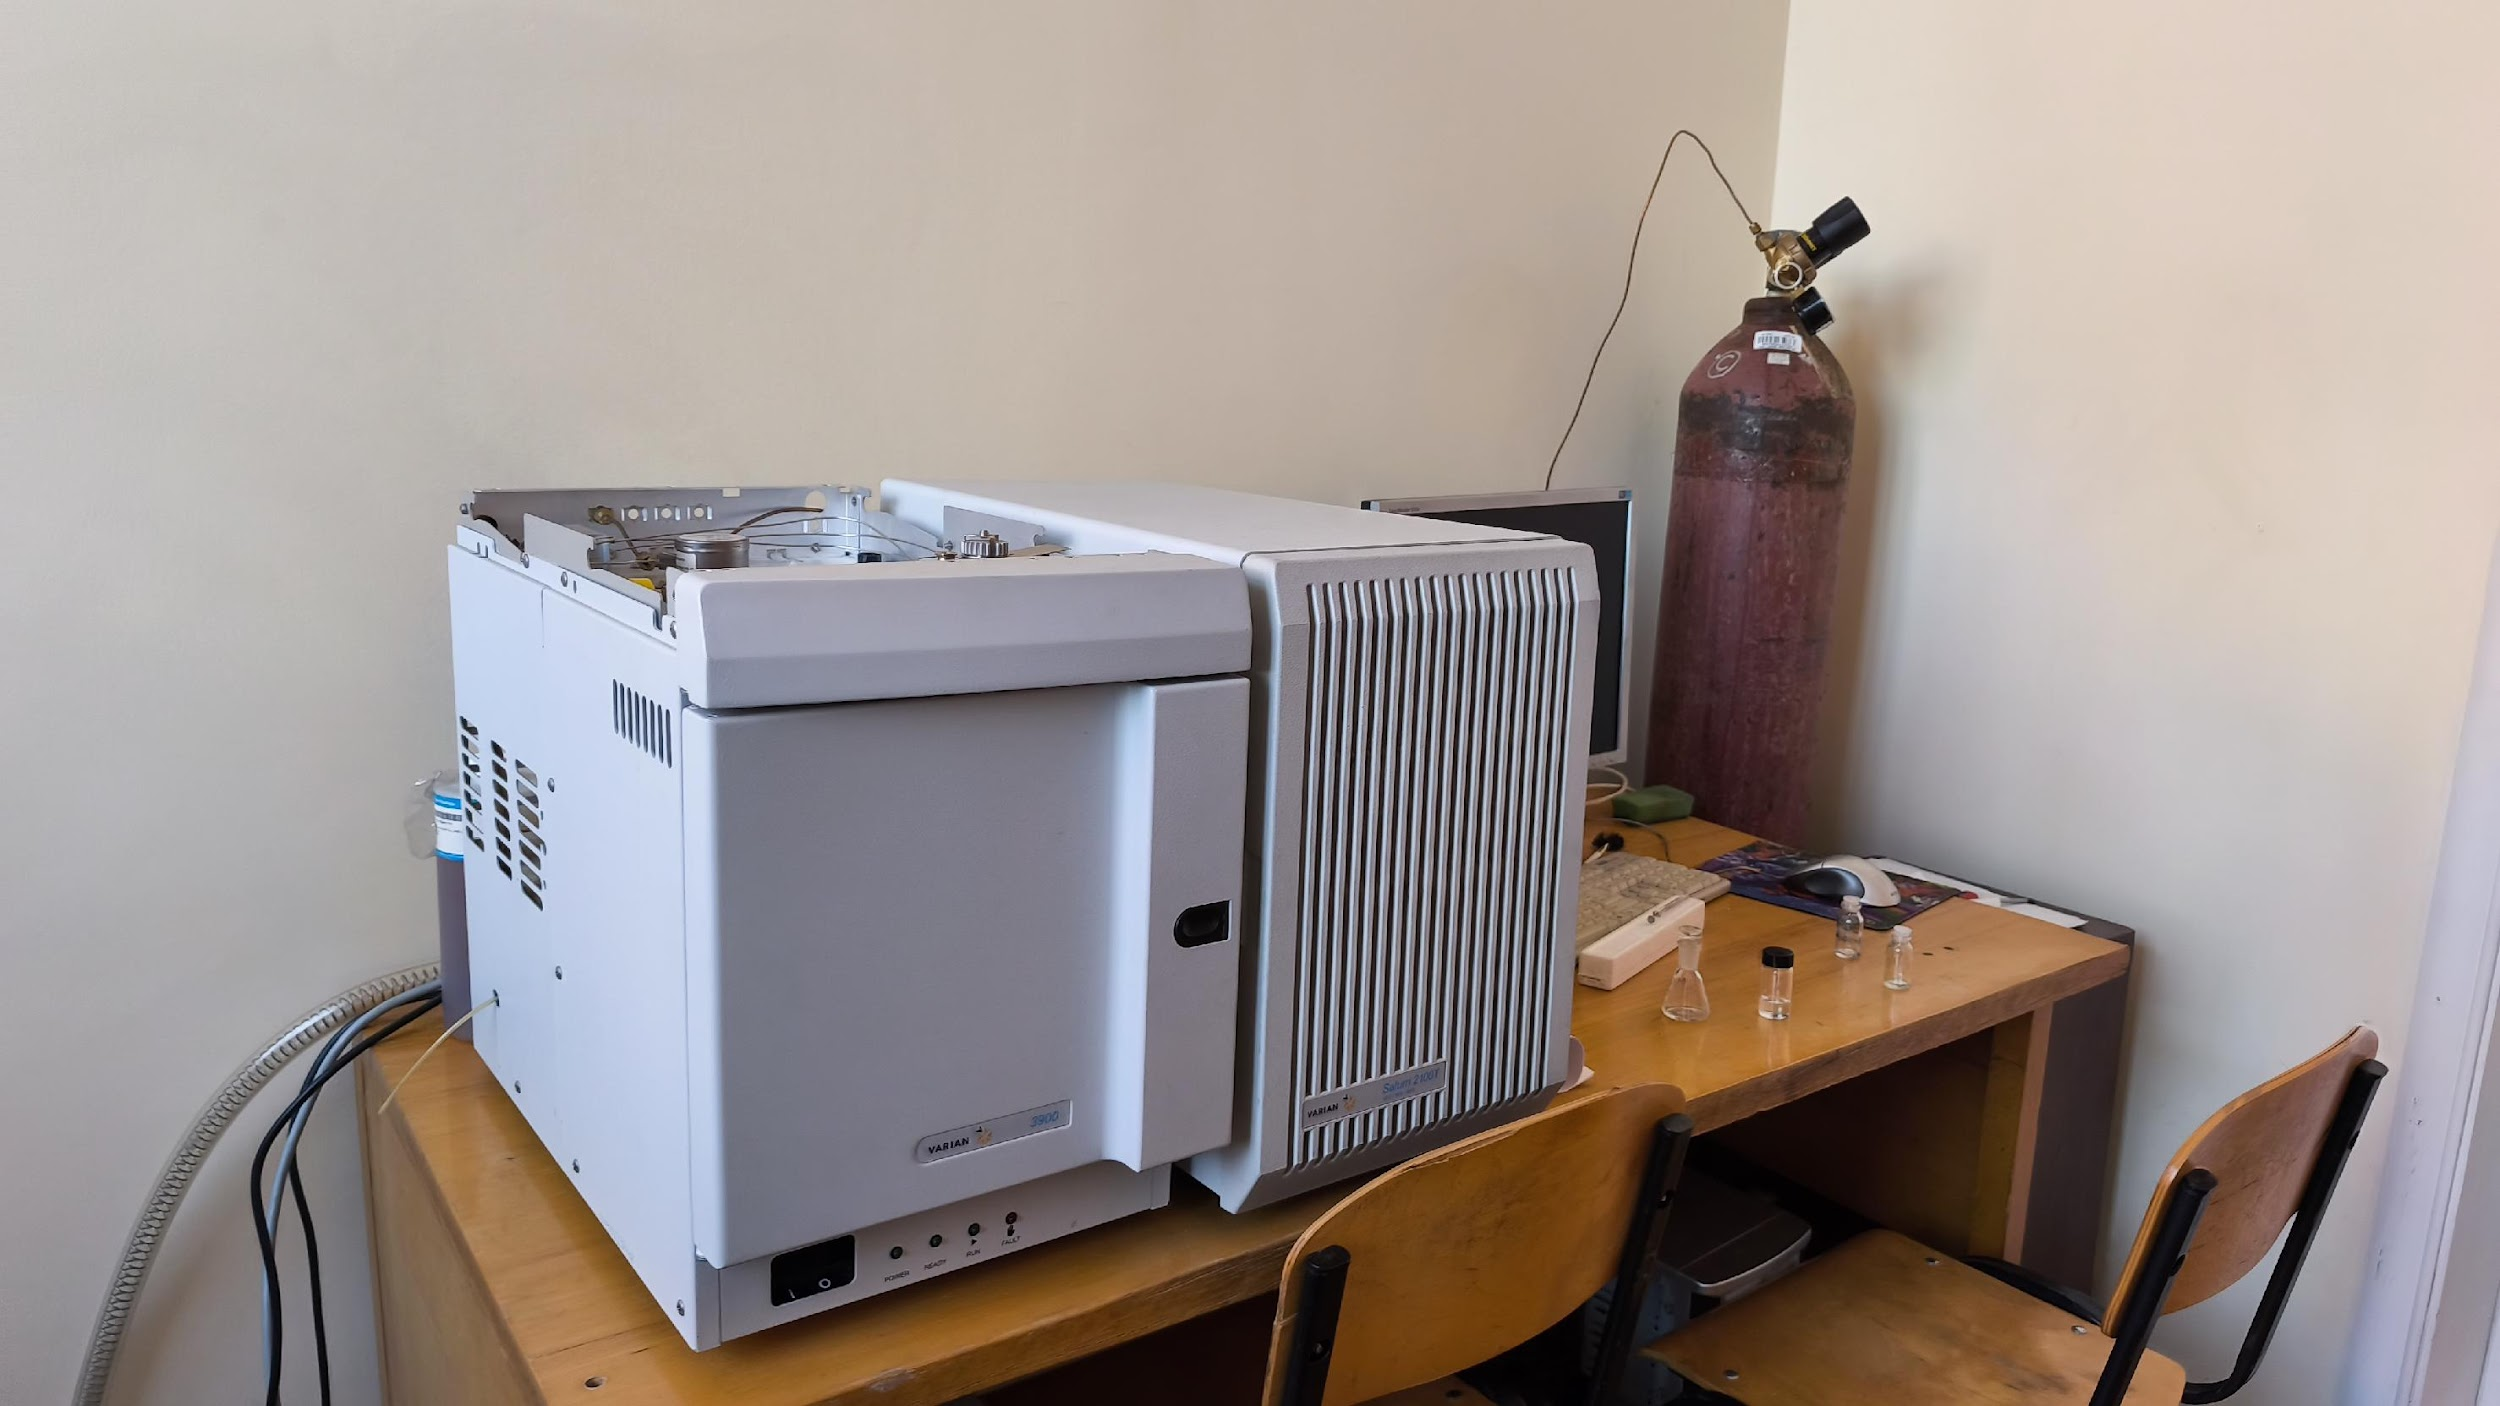 VARIAN
3900
VARIAN
Saturn 2100T
POWER
READY
RUN
FAULT
O
C